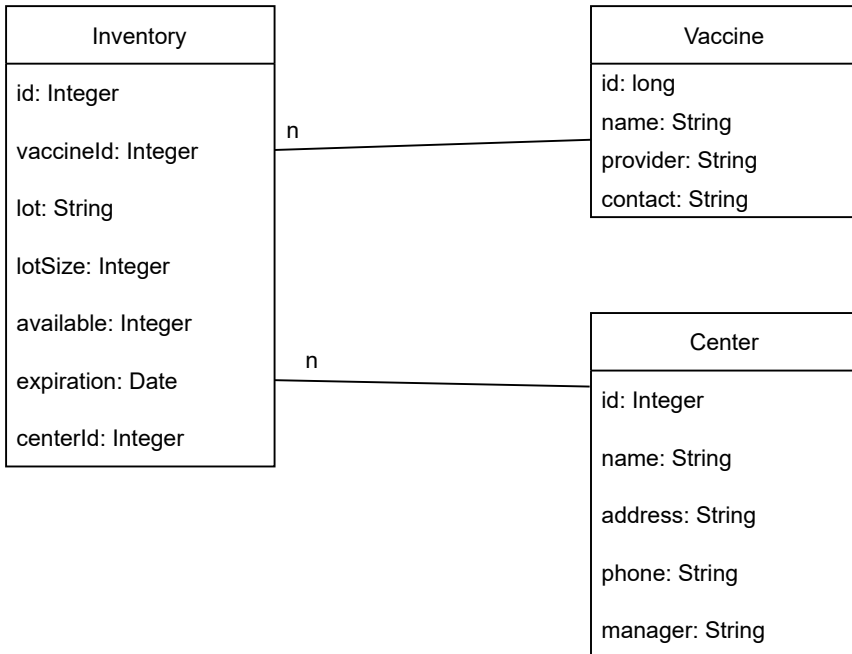 Inventory
id: Integer
vaccineId: Integer
lot: String
lotSize: Integer
available: Integer
expiration: Date
centerId: Integer
n
n
Vaccine
id: long
name: String
provider: String
contact: String
Center
id: Integer
name: String
address: String
phone: String
manager: String